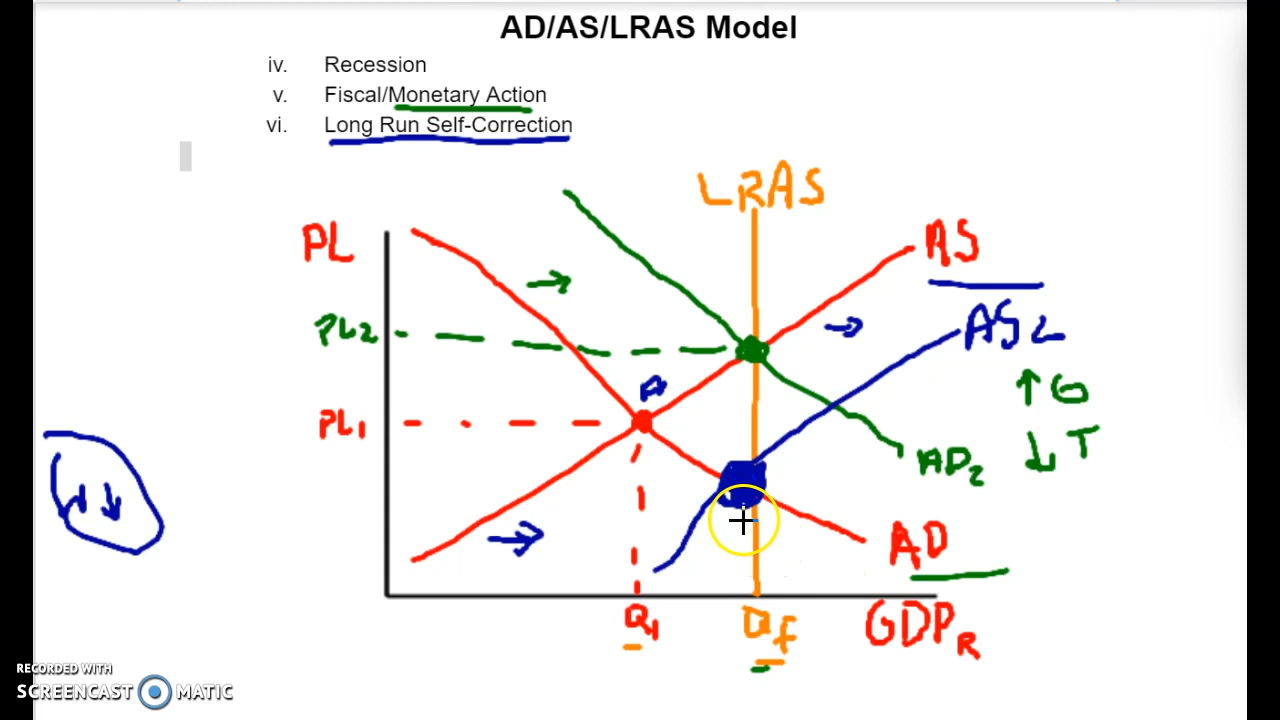 AD/AS/LRAS Model
iv. Recession
v. Fiscal/Monetary Action
vi. Long Run Self-Correction
LRAS
PL
AS
PL2
AS2
A
↑ G
PL1
↓ T
AD2
AD
Q1
Qf
GDPR
RECORDED WITH
SCREENCAST MATIC